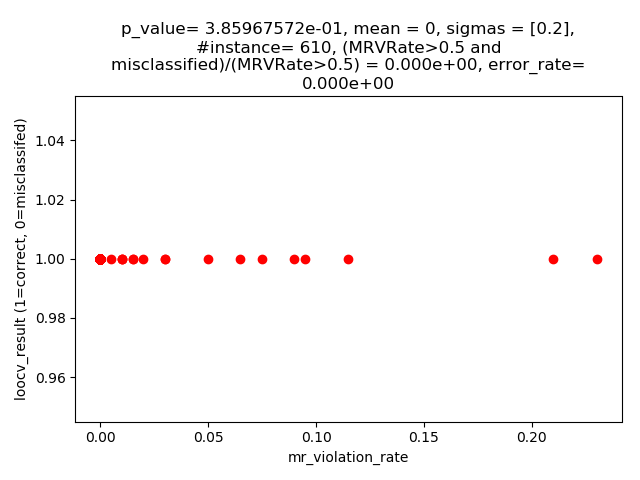 p_value= 3.85967572e-01, mean = 0, sigmas = [0.2],
#instance= 610, (MRVRate>0.5 and
misclassified)/(MRVRate>0.5) = 0.000e+00, error_rate=
0.000e+00
loocv_result (1=correct, 0=misclassifed)
1.04
1.02
1.00
0.98
0.96
0.00 0.05 0.10 0.15 0.20
mr_violation_rate